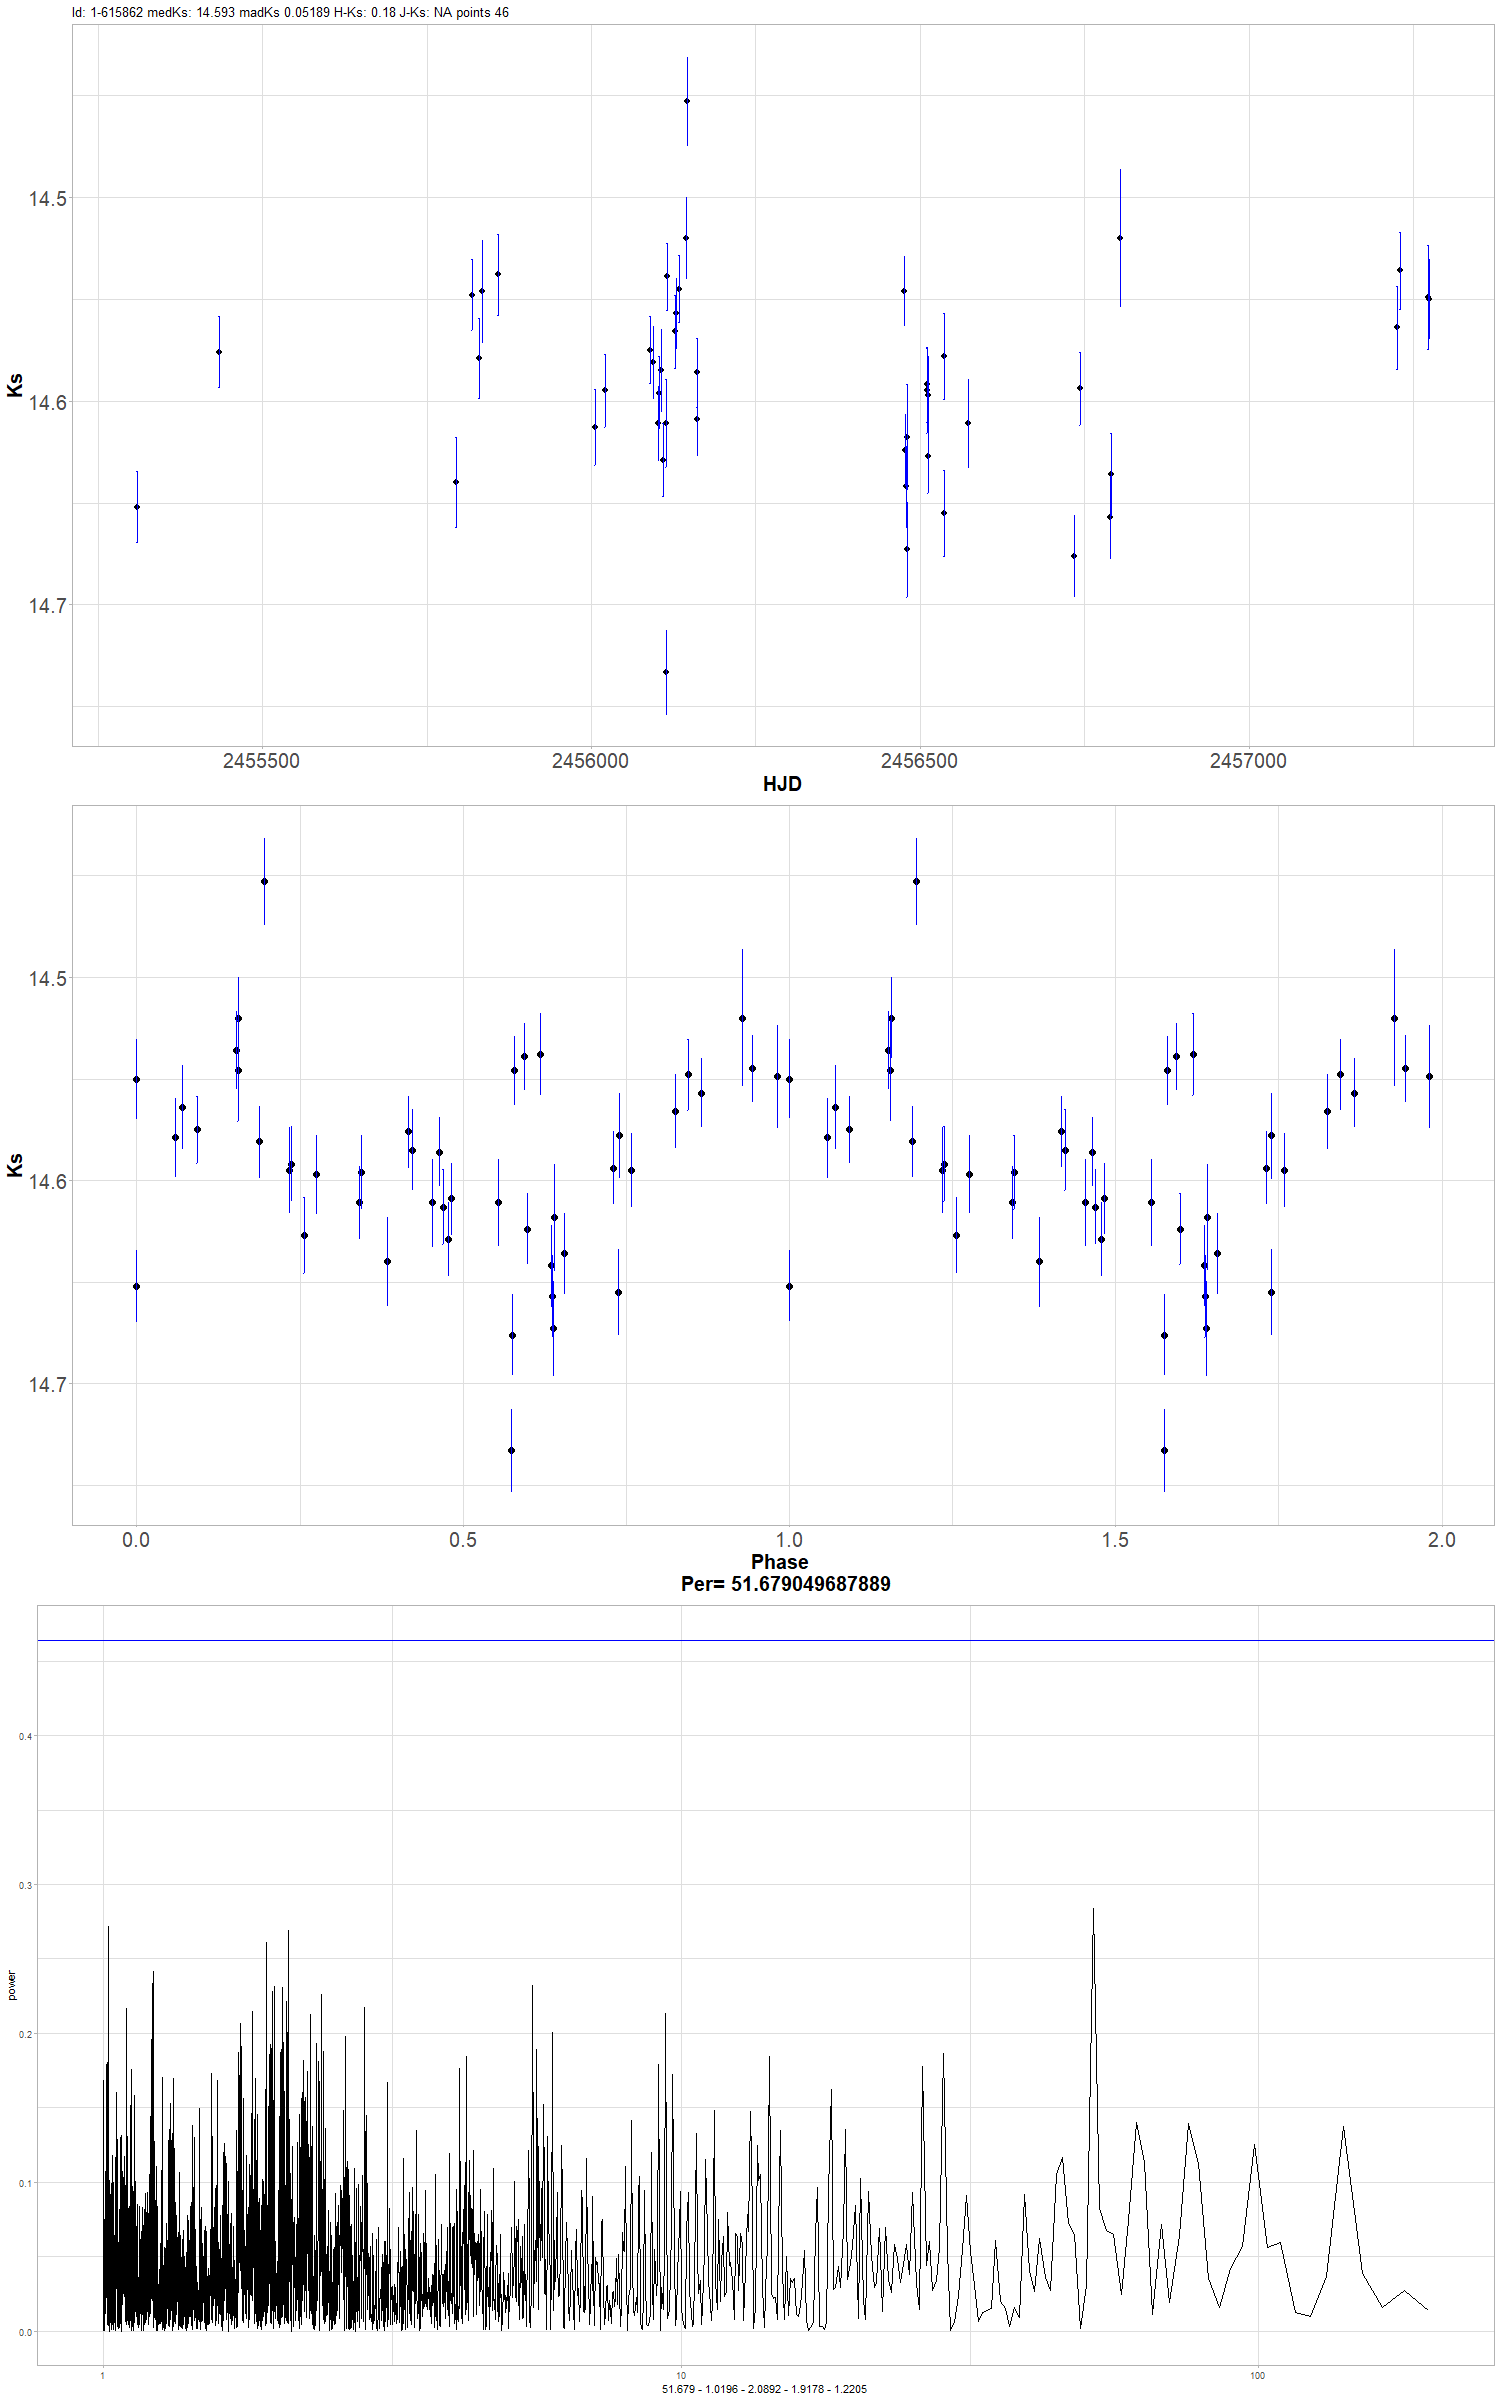 Id: 1-615862 medKs: 14.593 madKs 0.05189 H-Ks: 0.18 J-Ks: NA points 46
14.5
14.6
14.7
Ks
2455500 2456000 2456500 2457000
HJD
14.5
14.6
14.7
Ks
0.0 0.5 1.0 1.5 2.0
Phase
Per= 51.679049687889
0.4
0.3
0.2
0.1
0.0
power
1 10 100
51.679 - 1.0196 - 2.0892 - 1.9178 - 1.2205